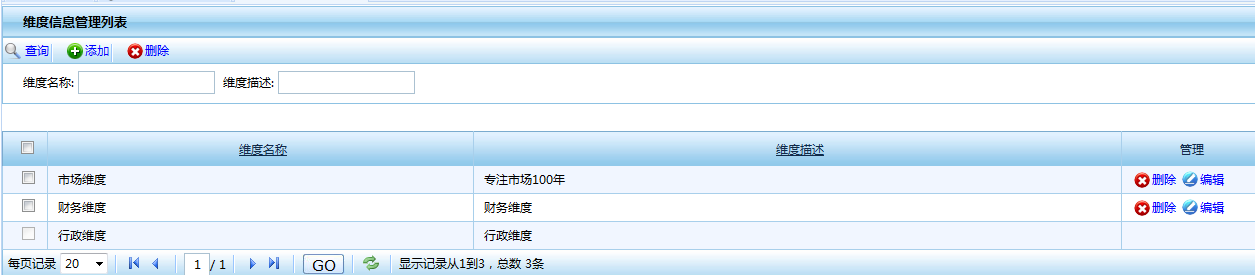 维度信息管理列表
查询 添加 删除
维度名称: 维度描述:
维度名称 维度描述 管理
市场维度 专注市场100年 删除 编辑
财务维度 财务维度 删除 编辑
行政维度 行政维度
每页记录 20 1 / 1 GO 显示记录从1到3，总数 3条